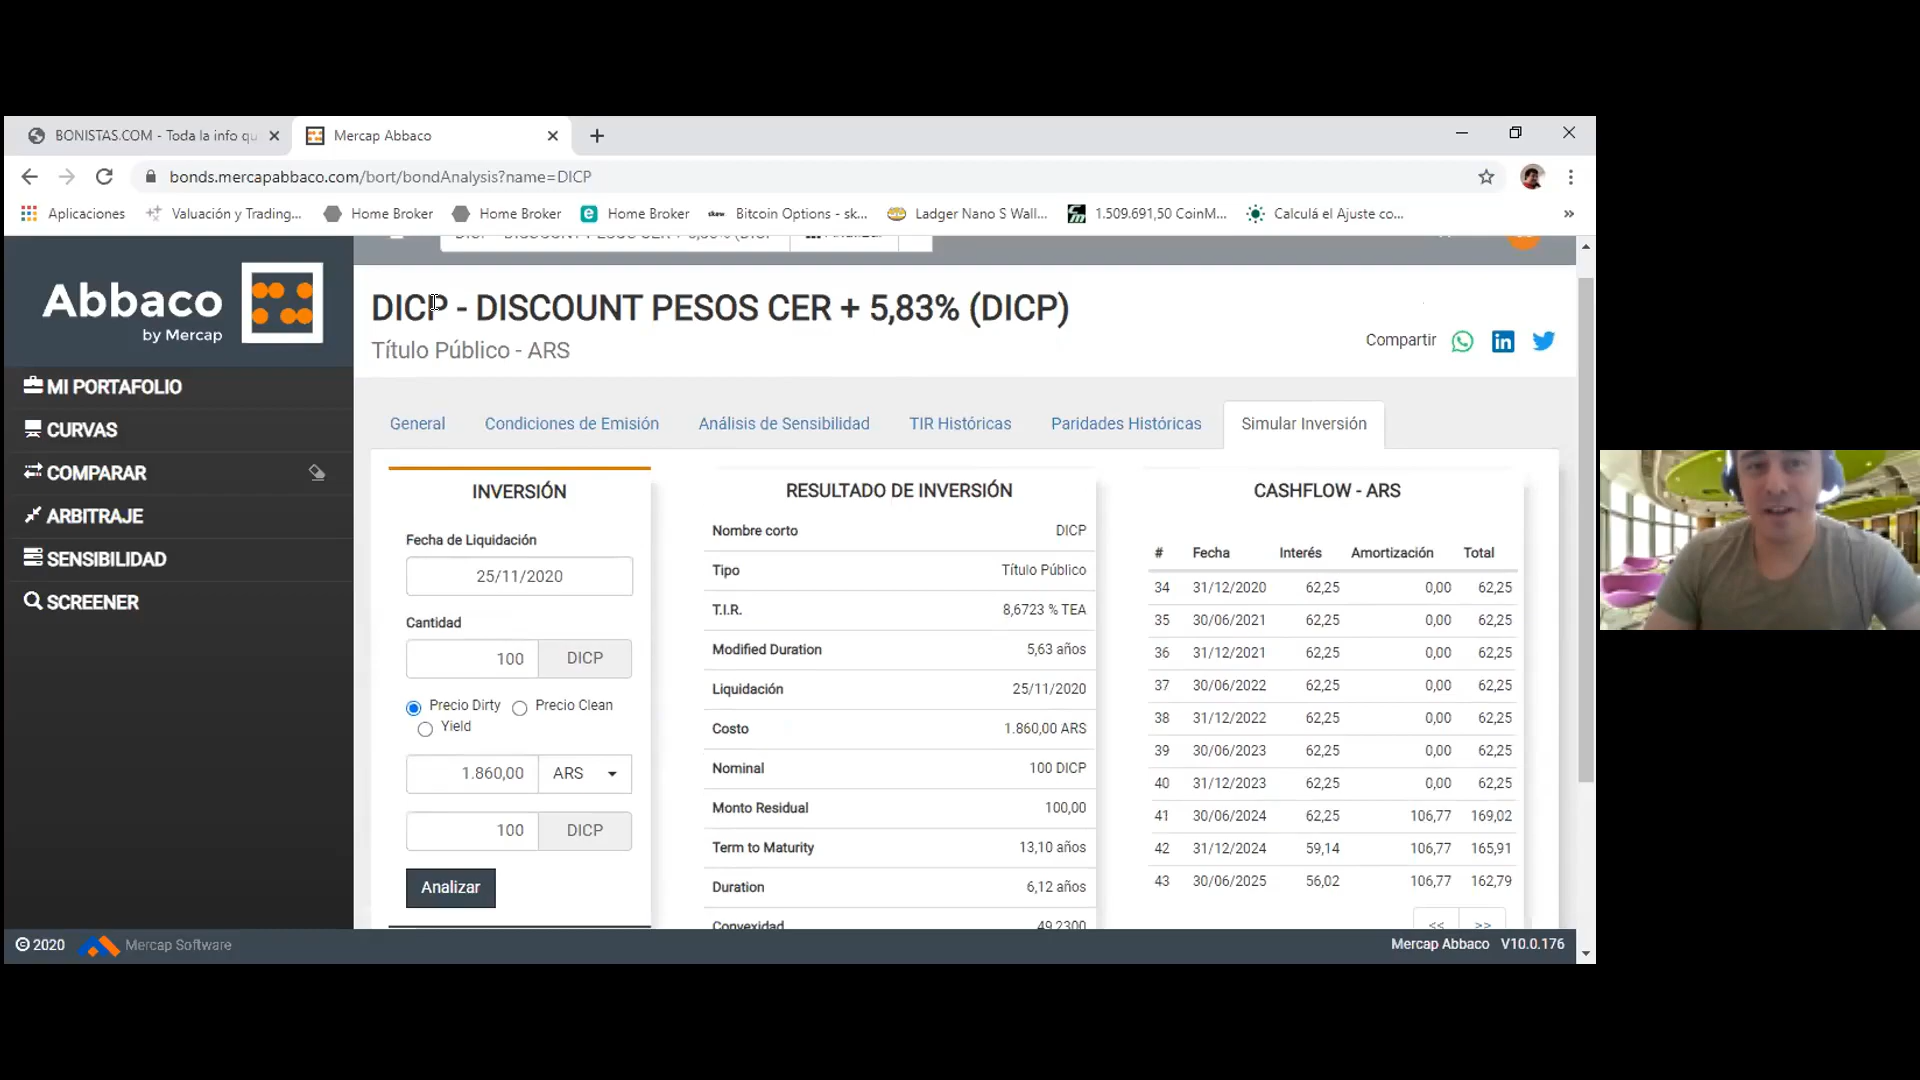 BONISTAS.COM - Toda la info qu
Mercap Abbaco
bonds.mercapabbaco.com/bort/bondAnalysis?name=DICP
Aplicaciones
Valuación y Trading...
Home Broker
Home Broker
Home Broker
skew Bitcoin Options - sk...
Ladger Nano S Wall...
1.509.691,50 CoinM...
Calculá el Ajuste co...
»
Abbaco
by Mercap
MI PORTAFOLIO
CURVAS
COMPARAR
ARBITRAJE
SENSIBILIDAD
SCREENER
DICP - DISCOUNT PESOS CER + 5,83% (DICP)
Título Público - ARS
Compartir
General
Condiciones de Emisión
Análisis de Sensibilidad
TIR Históricas
Paridades Históricas
Simular Inversión
INVERSIÓN
Fecha de Liquidación
25/11/2020
Cantidad
100 DICP
Precio Dirty
Precio Clean
Yield
1.860,00 ARS
100 DICP
Analizar
RESULTADO DE INVERSIÓN
Nombre corto DICP
Tipo Título Público
T.I.R. 8,6723 % TEA
Modified Duration 5,63 años
Liquidación 25/11/2020
Costo 1.860,00 ARS
Nominal 100 DICP
Monto Residual 100,00
Term to Maturity 13,10 años
Duration 6,12 años
Convexidad 49,2300
CASHFLOW - ARS
# Fecha Interés Amortización Total
34 31/12/2020 62,25 0,00 62,25
35 30/06/2021 62,25 0,00 62,25
36 31/12/2021 62,25 0,00 62,25
37 30/06/2022 62,25 0,00 62,25
38 31/12/2022 62,25 0,00 62,25
39 30/06/2023 62,25 0,00 62,25
40 31/12/2023 62,25 0,00 62,25
41 30/06/2024 62,25 106,77 169,02
42 31/12/2024 59,14 106,77 165,91
43 30/06/2025 56,02 106,77 162,79
<< >>
© 2020 Mercap Software
Mercap Abbaco V10.0.176